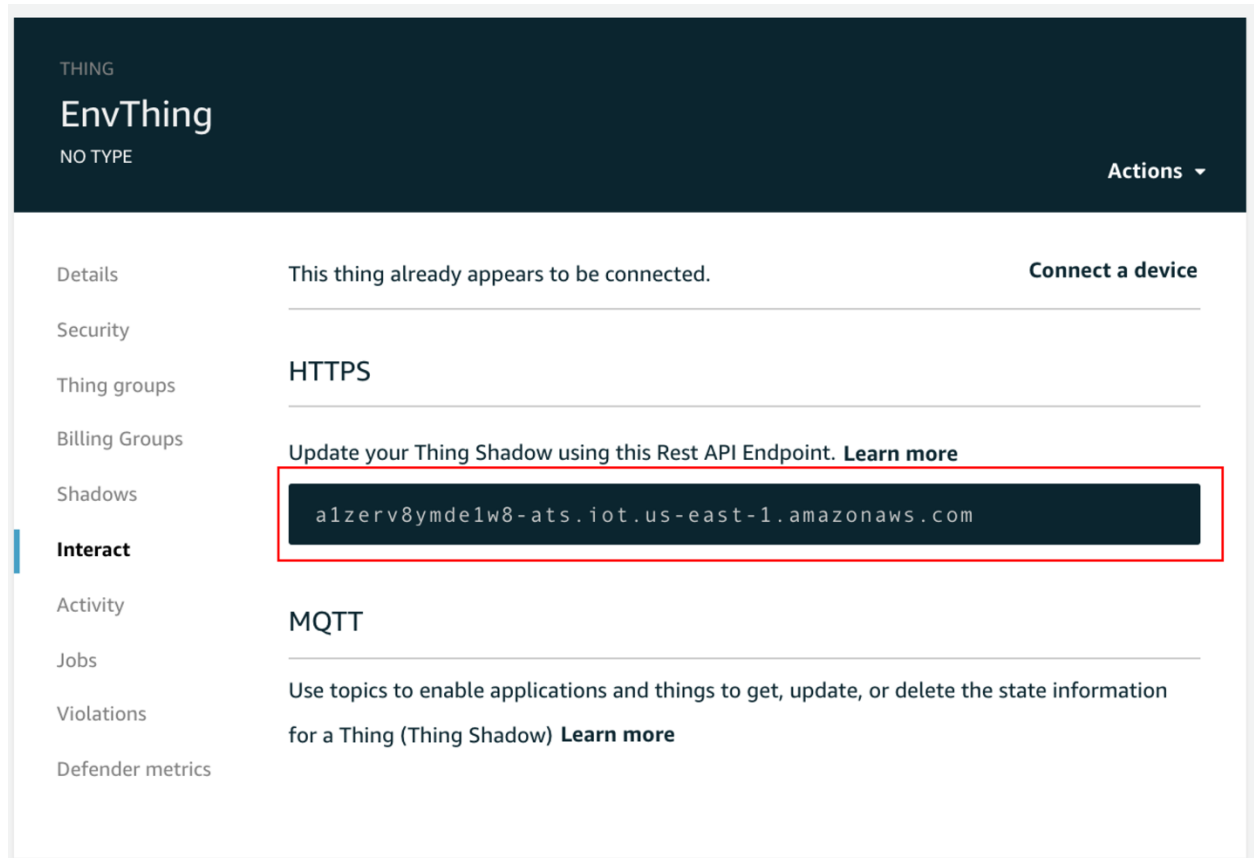 THING
EnvThing
NO TYPE
Actions
Details
Security
Thing groups
Billing Groups
Shadows
Interact
Activity
Jobs
Violations
Defender metrics
This thing already appears to be connected.
Connect a device
HTTPS
Update your Thing Shadow using this Rest API Endpoint. Learn more
a1zerv8ymde1w8-ats.iot.us-east-1.amazonaws.com
MQTT
Use topics to enable applications and things to get, update, or delete the state information
for a Thing (Thing Shadow) Learn more